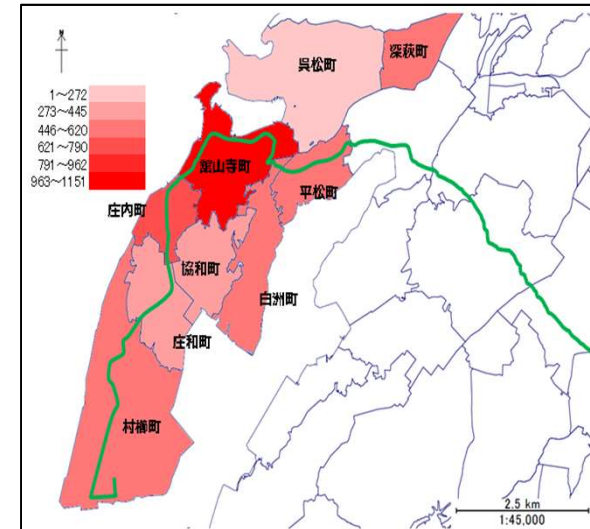 N
呉松町
深萩町
1～272
273～445
446～620
621～790
791～962
963～1151
舘山寺町
平松町
庄内町
協和町
白洲町
庄和町
村櫛町
2.5 km
1:45,000